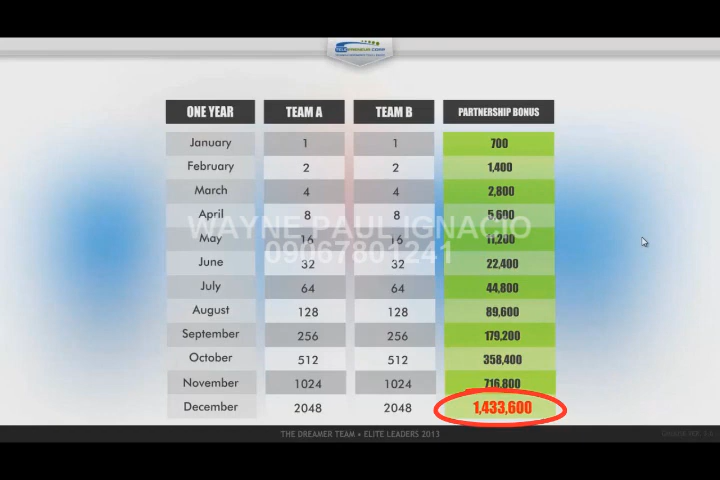 TELEPRENEUR CORP
ONE YEAR TEAM A TEAM B PARTNERSHIP BONUS
January 1 1 700
February 2 2 1,400
March 4 4 2,800
April 8 8 5,600
WAYNE PAUL IGNACIO
May 16 16 11,200
09067801241
June 32 32 22,400
July 64 64 44,800
August 128 128 89,600
September 256 256 179,200
October 512 512 358,400
November 1024 1024 716,800
December 2048 2048 1,433,600
THE DREAMER TEAM • ELITE LEADERS 2013